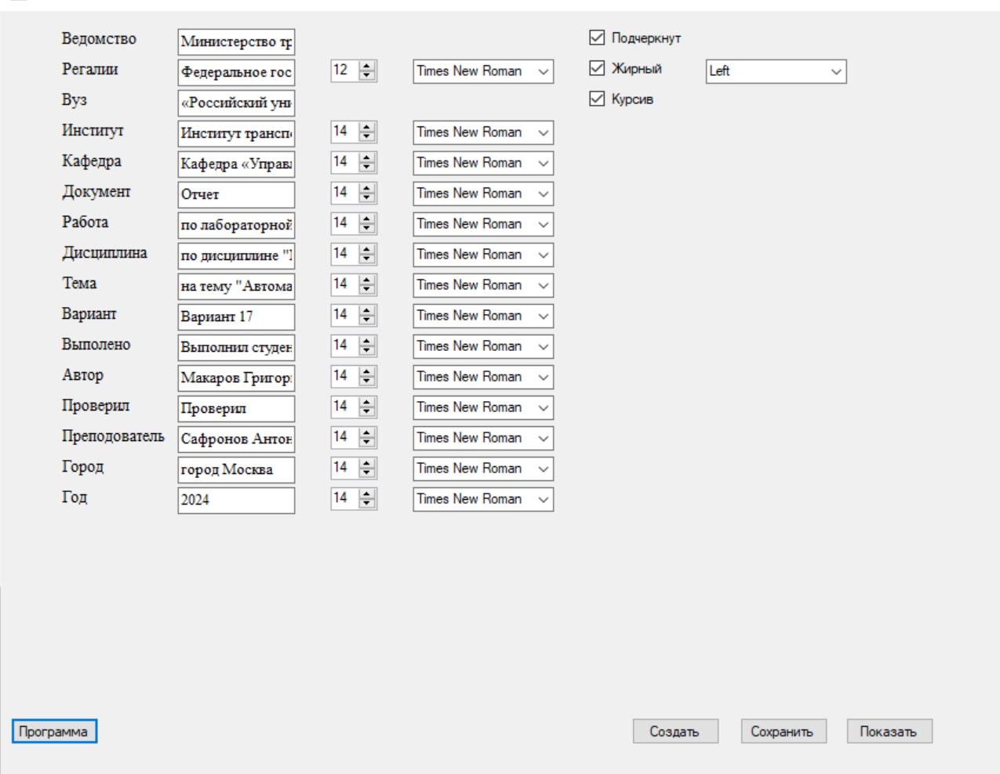 Ведомство Министерство Подчеркнут
Регалии Федеральное 12 Times New Roman Жирный Left
Вуз «Российский Курсив
Институт Институт 14 Times New Roman
Кафедра Кафедра 14 Times New Roman
Документ Отчет 14 Times New Roman
Работа по лабораторной 14 Times New Roman
Дисциплина по дисциплине 14 Times New Roman
Тема на тему "Автома 14 Times New Roman
Вариант Вариант 17 14 Times New Roman
Выполено Выполнил студен 14 Times New Roman
Автор Макаров Григор 14 Times New Roman
Проверил Проверил 14 Times New Roman
Преподователь Сафронов Антон 14 Times New Roman
Город город Москва 14 Times New Roman
Год 2024 14 Times New Roman
Программа Создать Сохранить Показать